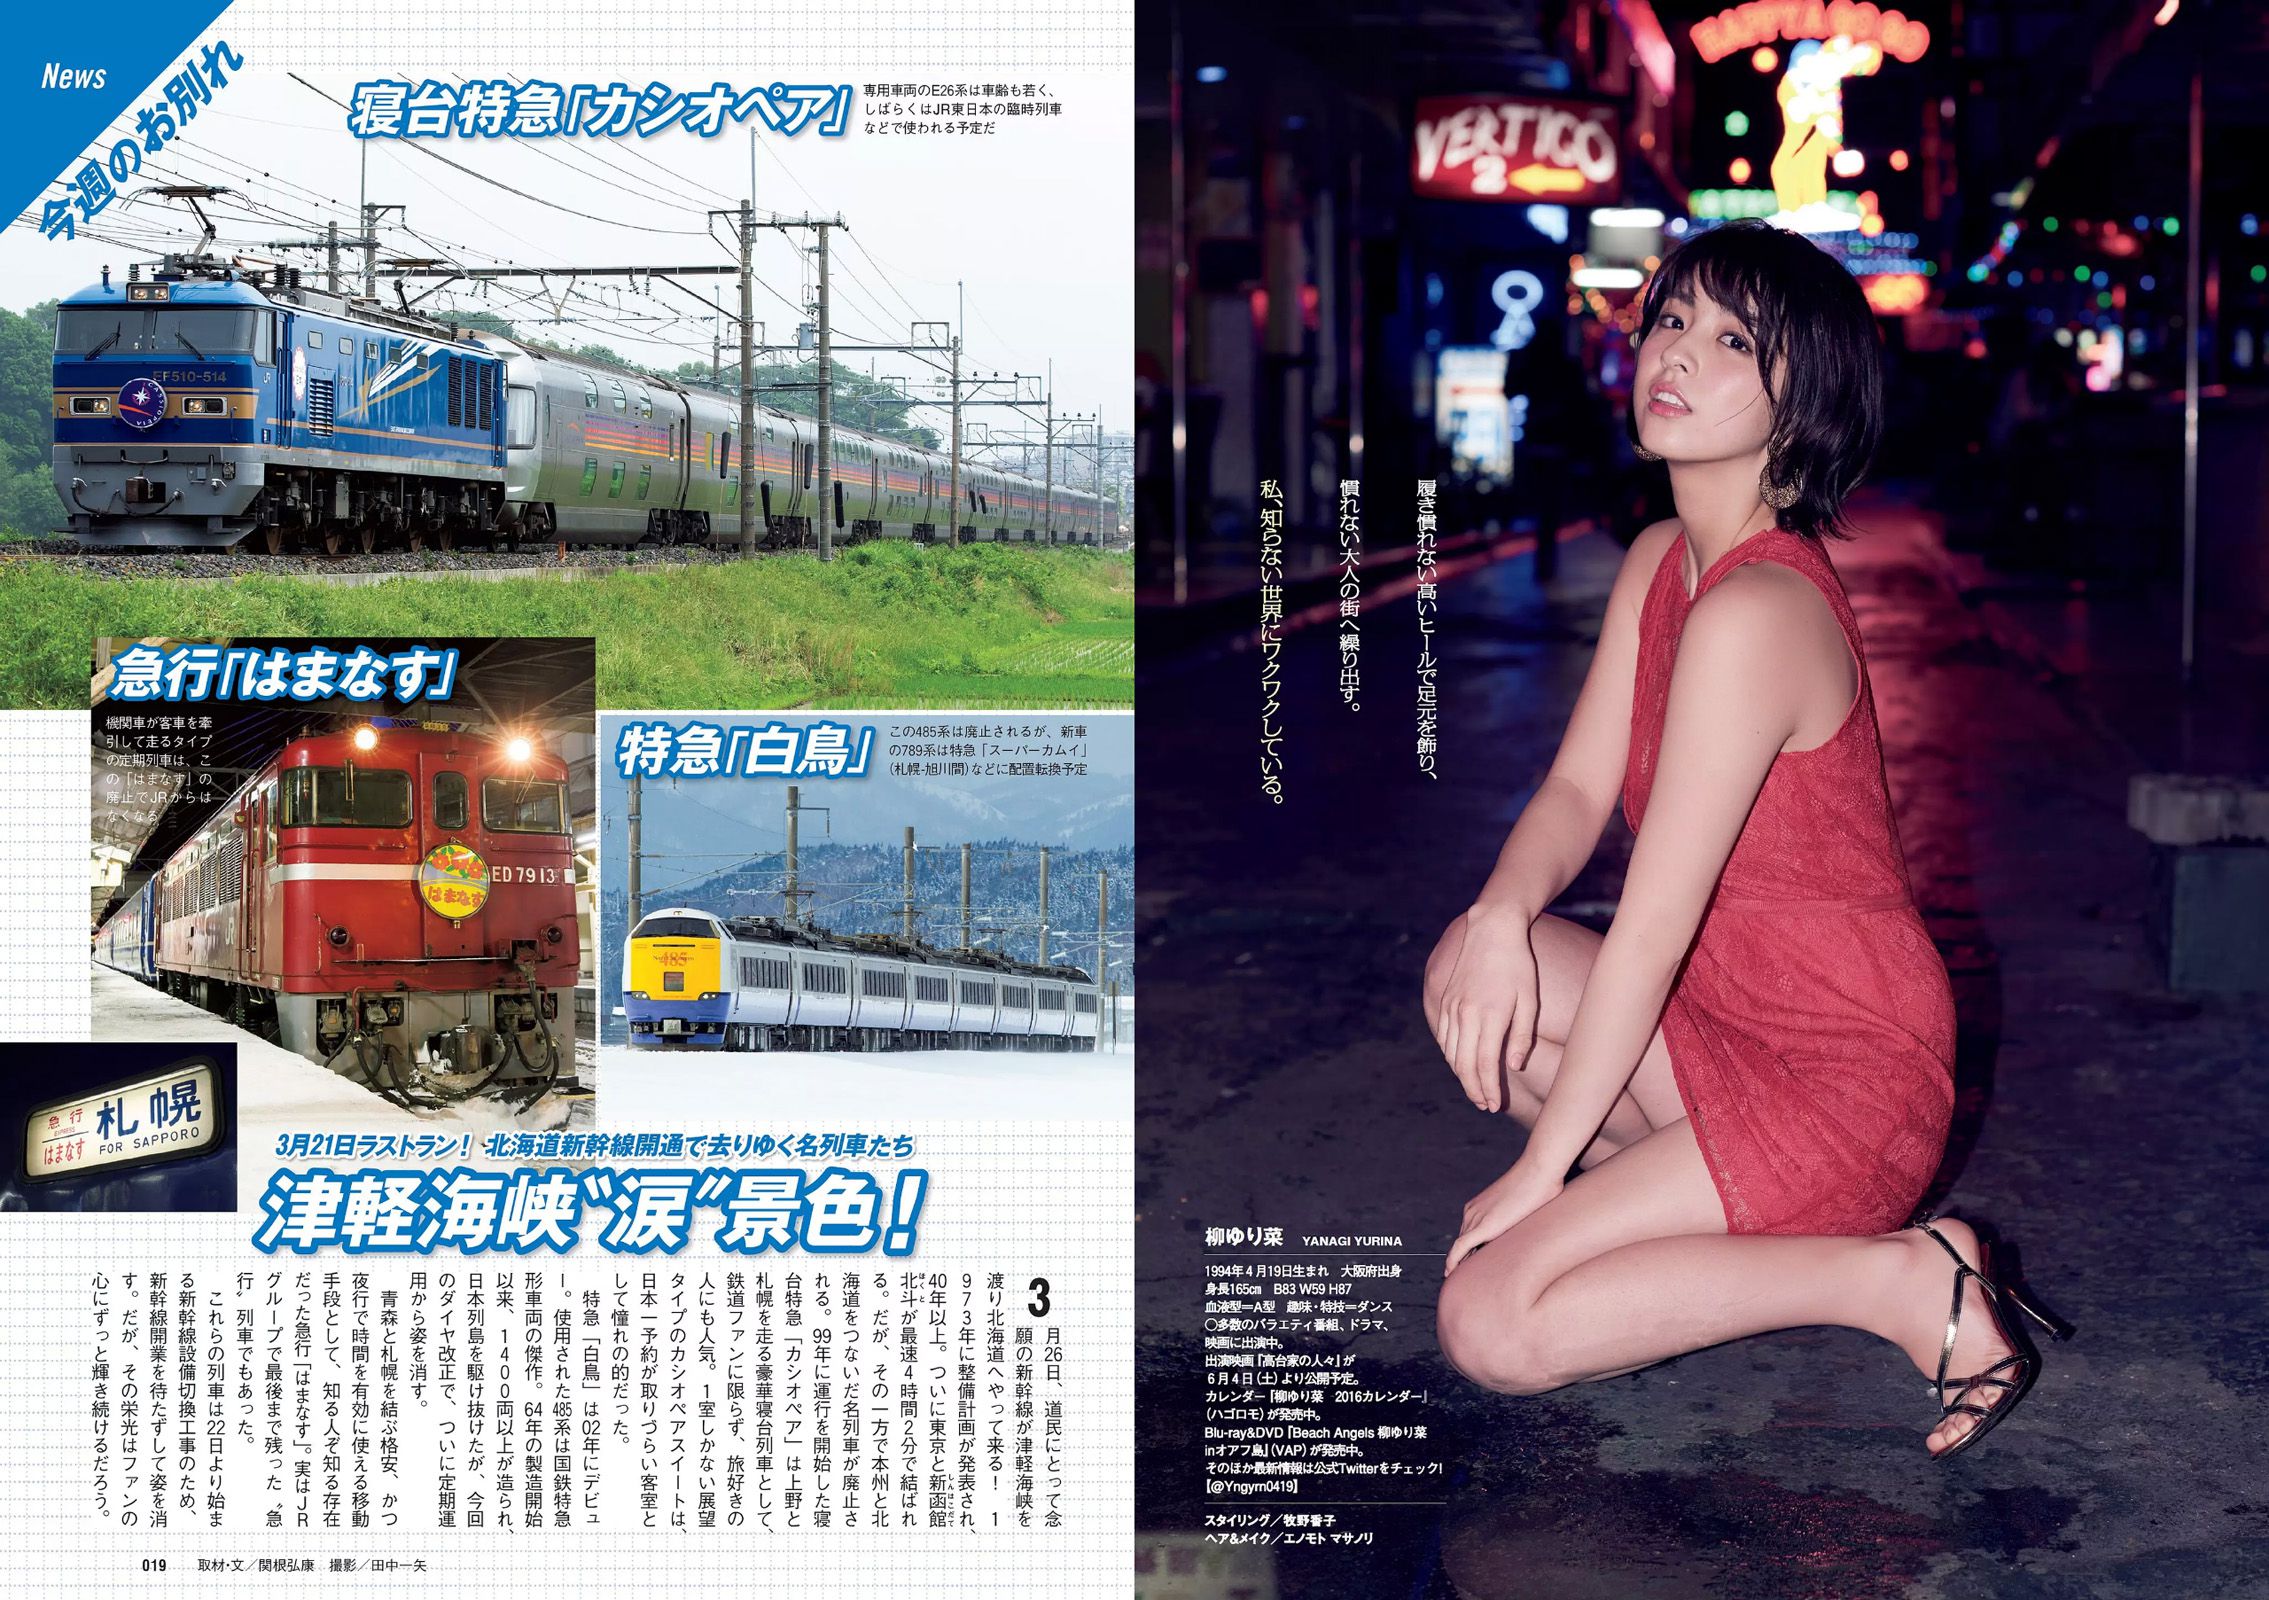 News
今週のお別れ
寝台特急「カシオペア」
専用車両のE26系は車齢も若く、
しばらくはJR東日本の臨時列車
などで使われる予定だ
EF510-514
CASSIOPEIA
急行「はまなす」
機関車が客車を牽
引して走るタイプ
の定期列車は、こ
の「はまなす」の
廃止でJRからは
なくなる
はまなす
ED 79 13
JR
特急「白鳥」
この485系は廃止されるが、新車
の789系は特急「スーパーカムイ」
(札幌-旭川間)などに配置転換予定
485
急行
EXPRESS
はまなす
札幌
FOR SAPPORO
3月21日ラストラン! 北海道新幹線開通で去りゆく名列車たち
津軽海峡〝涙〟景色!
3月26日、道民にとって念
願の新幹線が津軽海峡を
渡り北海道へやって来る! 1
973年に整備計画が発表され、
40年以上。ついに東京と新函館
しんはこだて
北斗が最速4時間2分で結ばれ
ほくと
る。だが、その一方で本州と北
海道をつないだ名列車が廃止さ
れる。99年に運行を開始した寝
台特急「カシオペア」は上野と
札幌を走る豪華寝台列車として、
鉄道ファンに限らず、旅好きの
人にも人気。1室しかない展望
タイプのカシオペアスイートは、
日本一予約が取りづらい客室と
して憧れの的だった。
特急「白鳥」は02年にデビュ
ー。使用された485系は国鉄特急
形車両の傑作。64年の製造開始
以来、1400両以上が造られ、
日本列島を駆け抜けたが、今回
のダイヤ改正で、ついに定期運
用から姿を消す。
青森と札幌を結ぶ格安、かつ
夜行で時間を有効に使える移動
手段として、知る人ぞ知る存在
だった急行「はまなす」。実はJR
グループで最後まで残った〝急
行〟列車でもあった。
これらの列車は22日より始ま
る新幹線設備切換工事のため、
新幹線開業を待たずして姿を消
す。だが、その栄光はファンの
心にずっと輝き続けるだろう。
019 取材・文/関根弘康 撮影/田中一矢
VERTIGO
2
履き慣れない高いヒールで足元を飾り、
慣れない大人の街へ繰り出す。
私、知らない世界にワクワクしている。
柳ゆり菜 YANAGI YURINA
1994年4月19日生まれ 大阪府出身
身長165cm B83 W59 H87
血液型=A型 趣味・特技=ダンス
○多数のバラエティ番組、ドラマ、
映画に出演中。
出演映画『高台家の人々』が
6月4日(土)より公開予定。
カレンダー『柳ゆり菜 2016カレンダー』
(ハゴロモ)が発売中。
Blu-ray&DVD『Beach Angels 柳ゆり菜
inオアフ島』(VAP)が発売中。
そのほか最新情報は公式Twitterをチェック!
【@Yngyrn0419】
スタイリング/牧野香子
ヘア&メイク/エノモト マサノリ